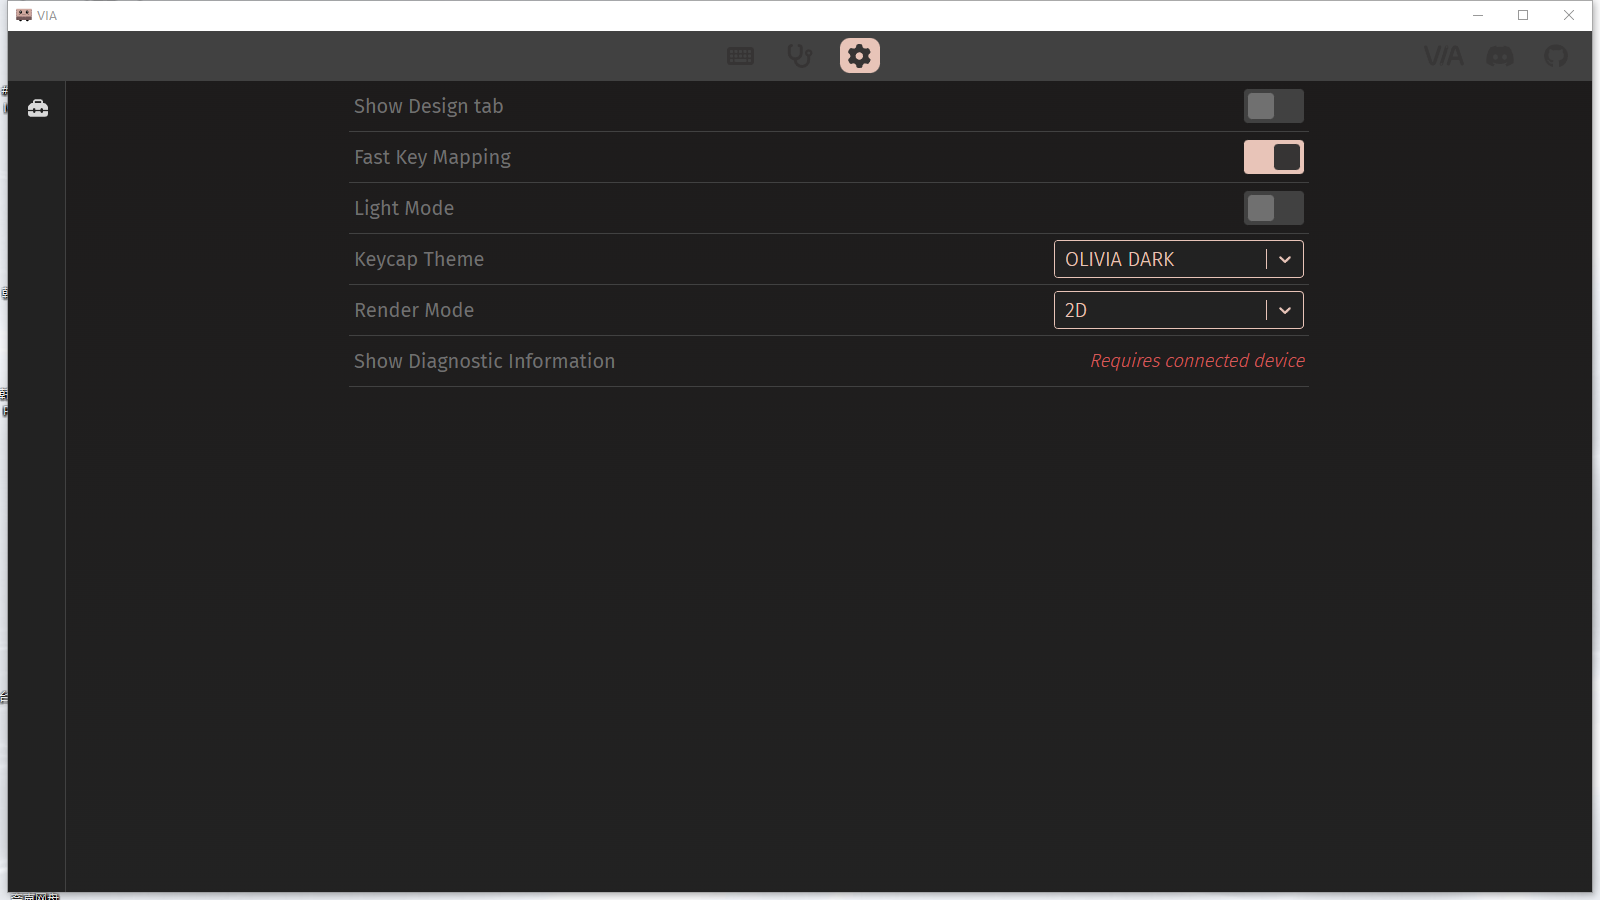 VIA
VIA
Show Design tab
Fast Key Mapping
Light Mode
Keycap Theme
OLIVIA DARK
Render Mode
2D
Show Diagnostic Information
Requires connected device